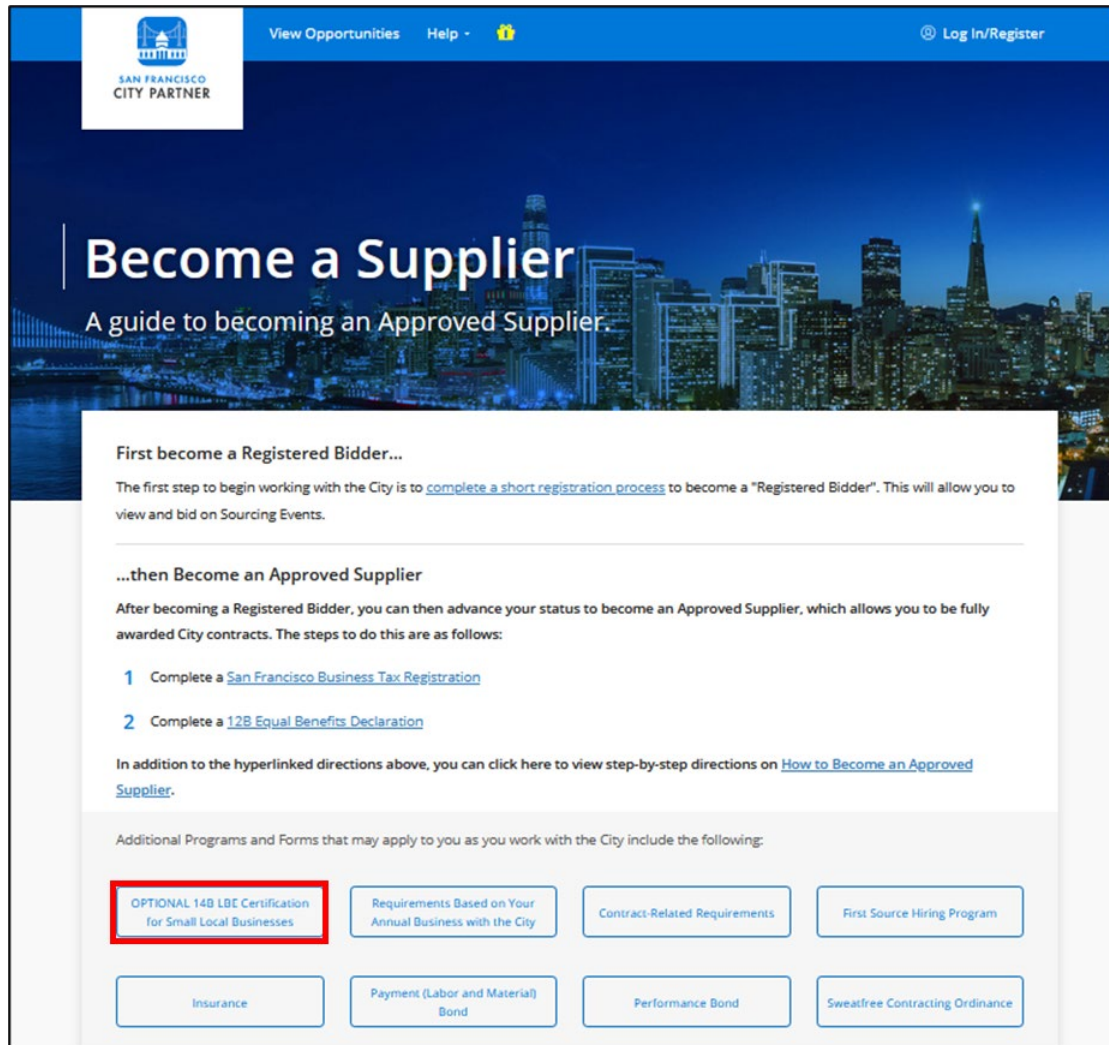 View Opportunities Help - Log In/Register
SAN FRANCISCO
CITY PARTNER
Become a Supplier
A guide to becoming an Approved Supplier.
First become a Registered Bidder...
The first step to begin working with the City is to complete a short registration process to become a "Registered Bidder". This will allow you to
view and bid on Sourcing Events.
...then Become an Approved Supplier
After becoming a Registered Bidder, you can then advance your status to become an Approved Supplier, which allows you to be fully
awarded City contracts. The steps to do this are as follows:
1 Complete a San Francisco Business Tax Registration
2 Complete a 12B Equal Benefits Declaration
In addition to the hyperlinked directions above, you can click here to view step-by-step directions on How to Become an Approved
Supplier.
Additional Programs and Forms that may apply to you as you work with the City include the following:
OPTIONAL 14B LBE Certification
for Small Local Businesses
Requirements Based on Your
Annual Business with the City
Contract-Related Requirements
First Source Hiring Program
Insurance
Payment (Labor and Material)
Bond
Performance Bond
Sweatfree Contracting Ordinance